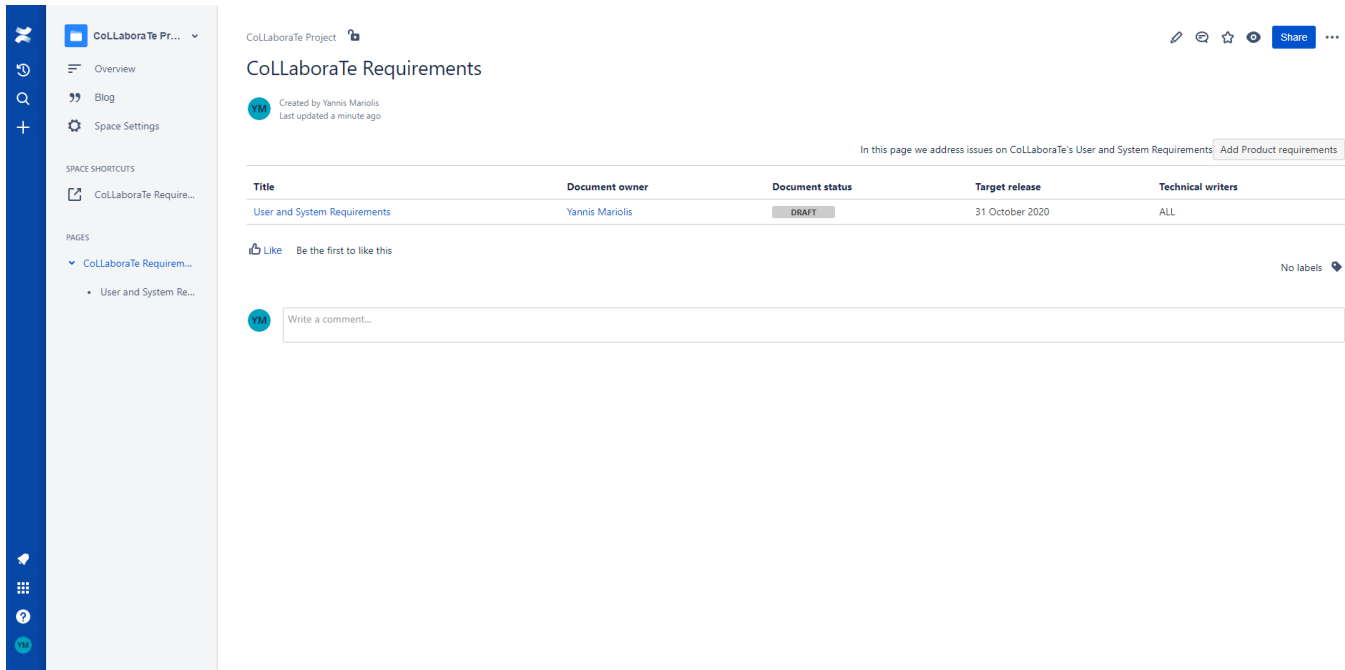 CoLLaboraTe Pr...
Overview
Blog
Space Settings
SPACE SHORTCUTS
CoLLaboraTe Require...
PAGES
CoLLaboraTe Requirem...
User and System Re...
YM
CoLLaboraTe Project
Share
CoLLaboraTe Requirements
YM
Created by Yannis Mariolis
Last updated a minute ago
In this page we address issues on CoLLaboraTe's User and System Requirements Add Product requirements
Title Document owner Document status Target release Technical writers
User and System Requirements Yannis Mariolis DRAFT 31 October 2020 ALL
Like Be the first to like this
No labels
YM Write a comment...